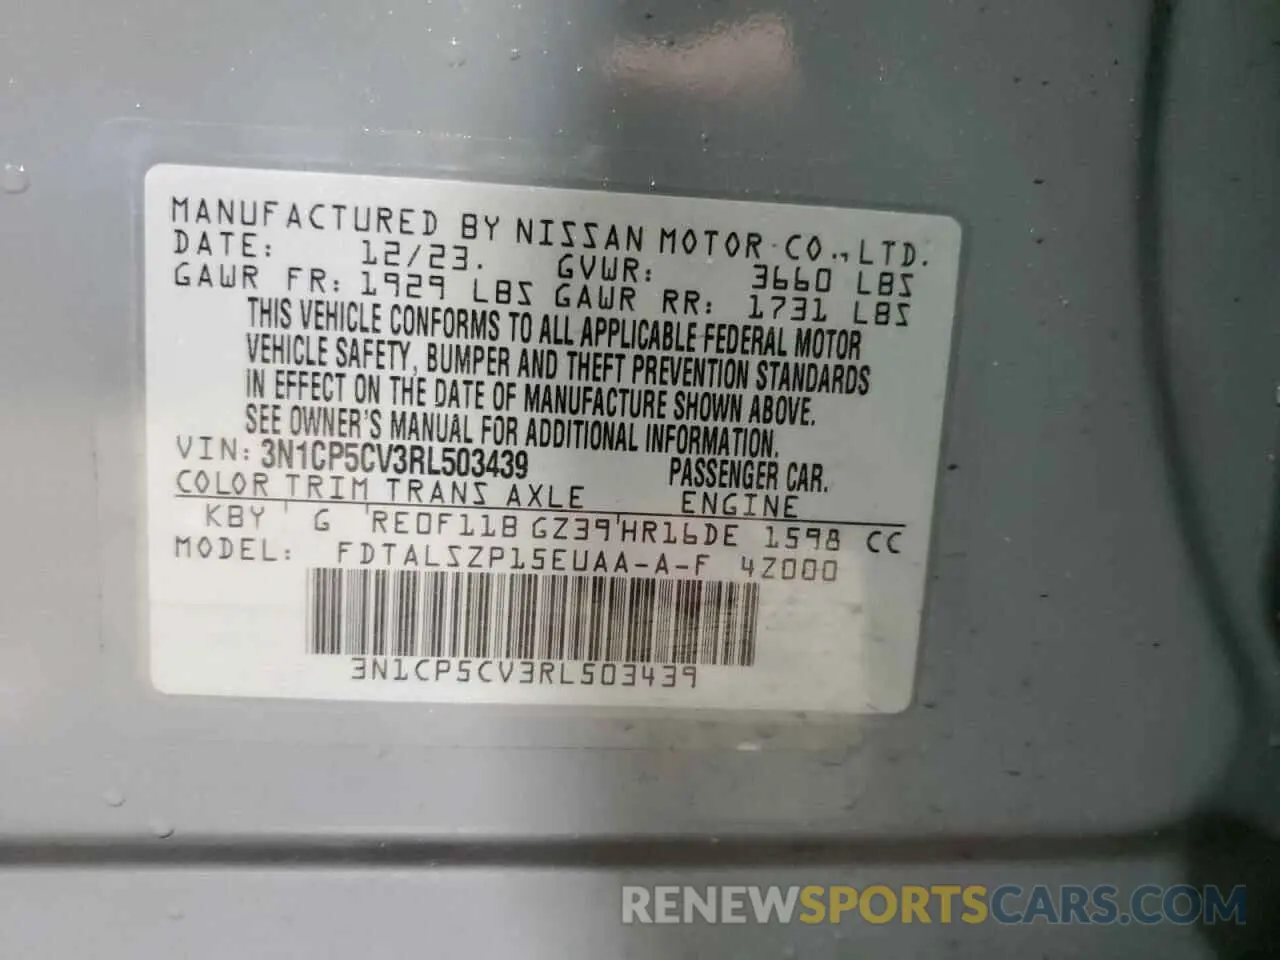 MANUFACTURED BY NISSAN MOTOR CO., LTD.
DATE: 12/23. GVWR: 3660 LBS
GAWR FR: 1929 LBS GAWR RR: 1731 LBS
THIS VEHICLE CONFORMS TO ALL APPLICABLE FEDERAL MOTOR
VEHICLE SAFETY, BUMPER AND THEFT PREVENTION STANDARDS
IN EFFECT ON THE DATE OF MANUFACTURE SHOWN ABOVE.
SEE OWNER'S MANUAL FOR ADDITIONAL INFORMATION.
VIN: 3N1CP5CV3RL503439 PASSENGER CAR.
COLOR TRIM TRANS AXLE ENGINE
KBY G RE0F11B GZ39 HR16DE 1598 CC
MODEL: FDTALSZP15EUAA-A-F 4Z000
3N1CP5CV3RL503439
RENEWSPORTSCARS.COM